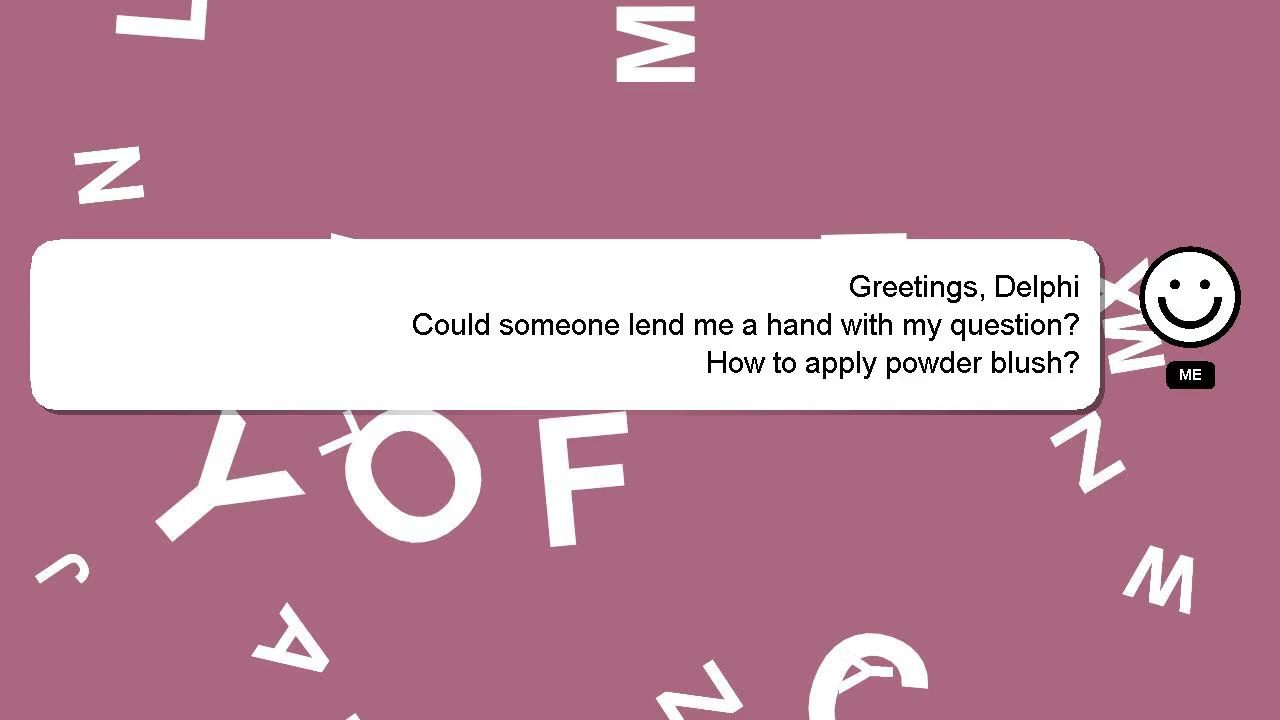 L
M
N
Greetings, Delphi
Could someone lend me a hand with my question?
How to apply powder blush?
X
M
ME
Y
O
F
Z
J
W
A
N
C
A